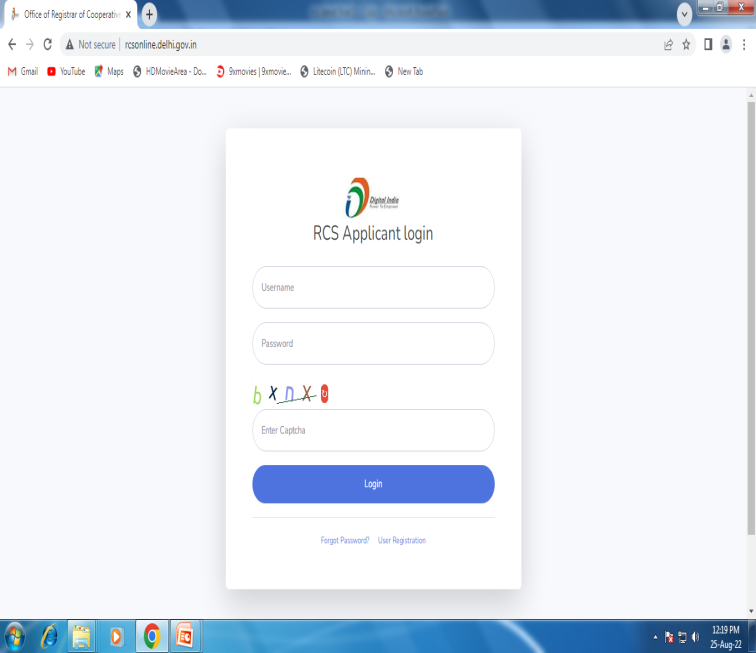 Office of Registrar of Cooperative
Not secure | rcsonline.delhi.gov.in
Gmail YouTube Maps HDMovieArea - Do... 9xmovies | 9xmovie... Litecoin (LTC) Minin... New Tab
Digital India
Power To Empower
RCS Applicant login
Username
Password
b x n X
Enter Captcha
Login
Forgot Password? User Registration
12:19 PM
25-Aug-22